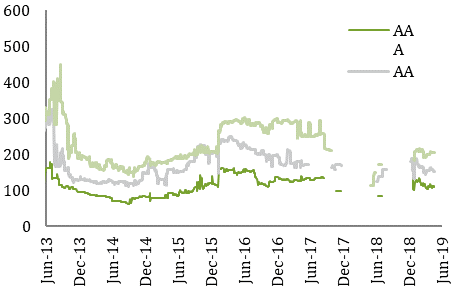 600
500
400
300
200
100
0
AA
A
AA
Jun-13
Dec-13
Jun-14
Dec-14
Jun-15
Dec-15
Jun-16
Dec-16
Jun-17
Dec-17
Jun-18
Dec-18
Jun-19